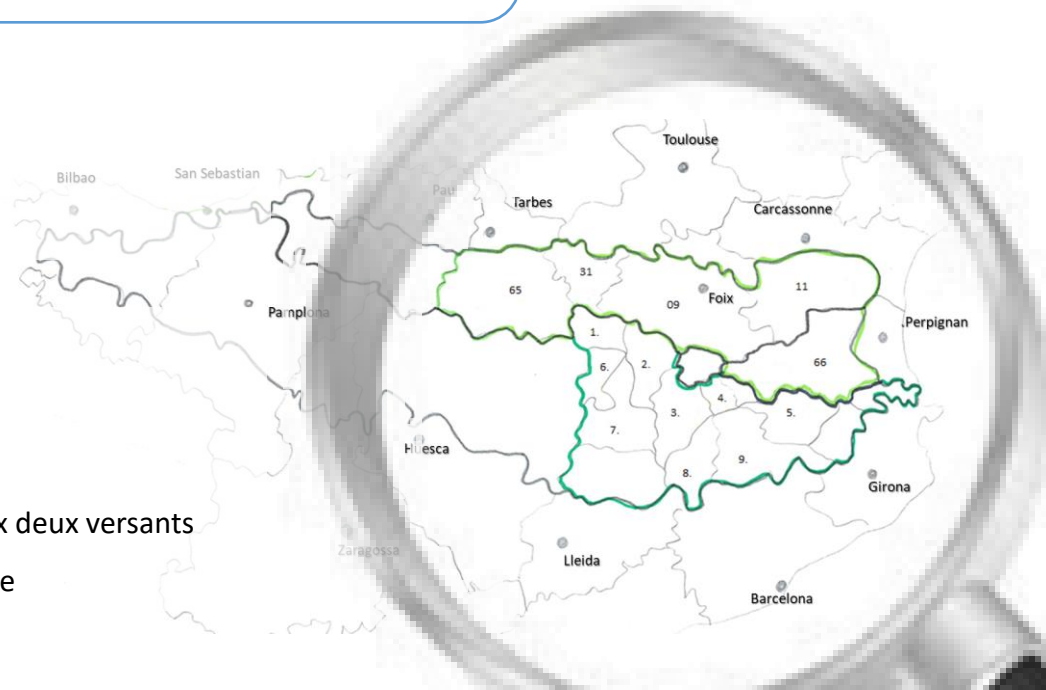 Toulouse
Bilbao
San Sebastian
Pau
Tarbes
Carcassonne
31
65
09
Foix
11
Pamplona
.Perpignan
1.
6.
2.
66
4.
3.
5.
7.
Huesca
8.
9.
Girona
x deux versants
Zaragossa
Lleida
e
Barcelona